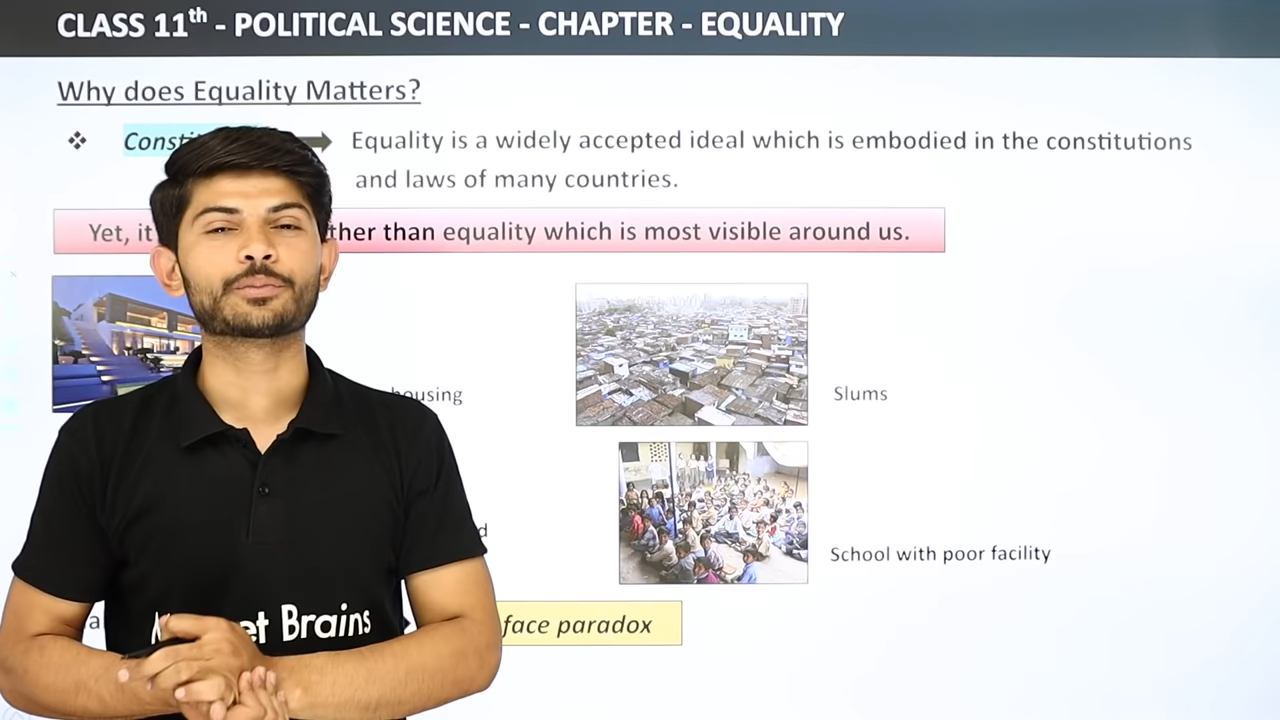 CLASS 11th - POLITICAL SCIENCE - CHAPTER - EQUALITY
Why does Equality Matters?
Equality is a widely accepted ideal which is embodied in the constitutions
and laws of many countries.
Yet, it than equality which is most visible around us.
housing
Slums
School with poor facility
face paradox
Brains